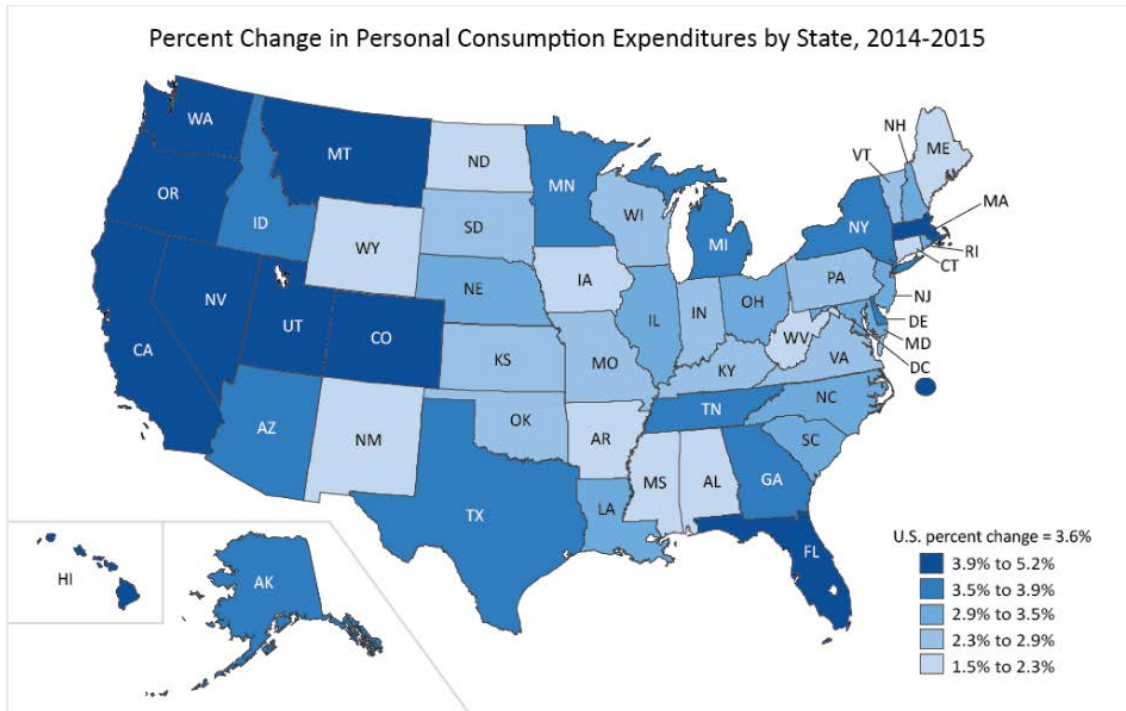 Percent Change in Personal Consumption Expenditures by State, 2014-2015
WA
MT
ND
MN
NH
VT
ME
OR
ID
SD
WI
MI
NY
MA
WY
RI
CT
NE
IA
PA
NJ
NV
UT
CO
IL
IN
OH
DE
MD
CA
KS
MO
WV
VA
DC
KY
AZ
NM
OK
TN
NC
AR
SC
TX
LA
MS
AL
GA
FL
HI
AK
U.S. percent change = 3.6%
3.9% to 5.2%
3.5% to 3.9%
2.9% to 3.5%
2.3% to 2.9%
1.5% to 2.3%